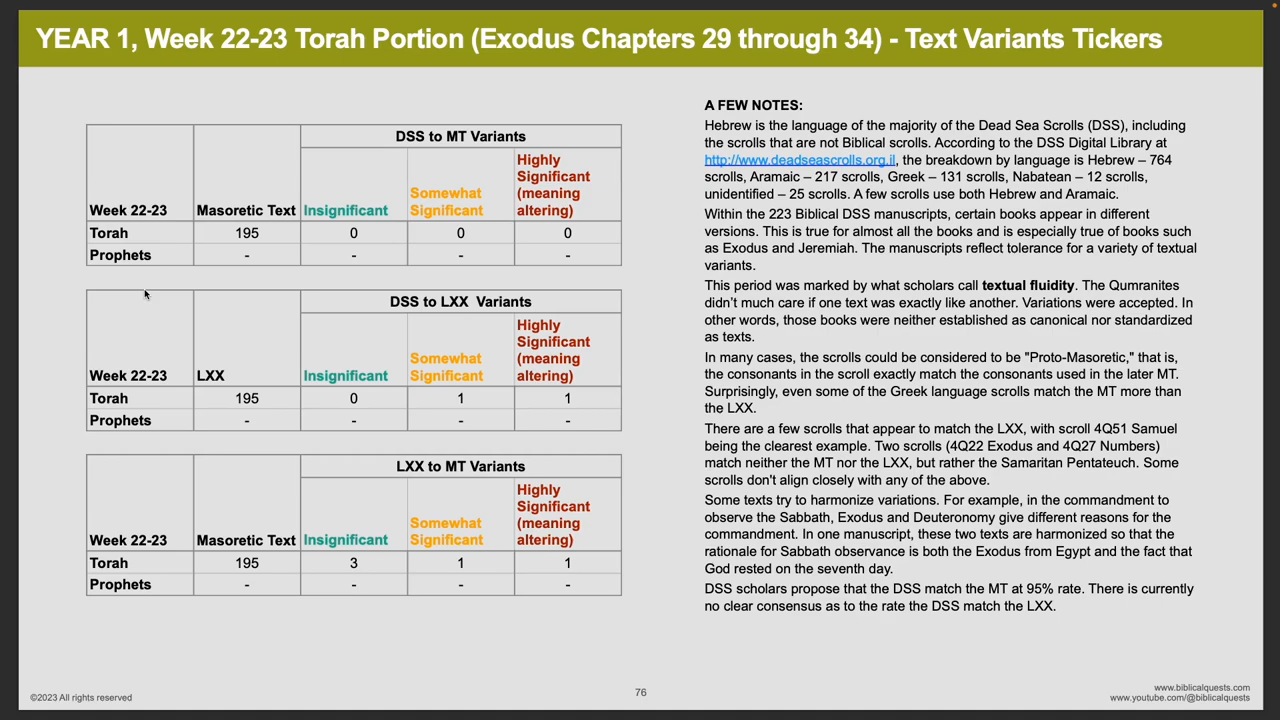 YEAR 1, Week 22-23 Torah Portion (Exodus Chapters 29 through 34) - Text Variants Tickers
DSS to MT Variants
Week 22-23 Masoretic Text Insignificant Somewhat Significant Highly Significant (meaning altering)
Torah 195 0 0 0
Prophets - - - -
DSS to LXX Variants
Week 22-23 LXX Insignificant Somewhat Significant Highly Significant (meaning altering)
Torah 195 0 1 1
Prophets - - - -
LXX to MT Variants
Week 22-23 Masoretic Text Insignificant Somewhat Significant Highly Significant (meaning altering)
Torah 195 3 1 1
Prophets - - - -
A FEW NOTES:
Hebrew is the language of the majority of the Dead Sea Scrolls (DSS), including
the scrolls that are not Biblical scrolls. According to the DSS Digital Library at
http://www.deadseascrolls.org.il, the breakdown by language is Hebrew – 764
scrolls, Aramaic – 217 scrolls, Greek – 131 scrolls, Nabatean – 12 scrolls,
unidentified – 25 scrolls. A few scrolls use both Hebrew and Aramaic.
Within the 223 Biblical DSS manuscripts, certain books appear in different
versions. This is true for almost all the books and is especially true of books such
as Exodus and Jeremiah. The manuscripts reflect tolerance for a variety of textual
variants.
This period was marked by what scholars call textual fluidity. The Qumranites
didn't much care if one text was exactly like another. Variations were accepted. In
other words, those books were neither established as canonical nor standardized
as texts.
In many cases, the scrolls could be considered to be "Proto-Masoretic," that is,
the consonants in the scroll exactly match the consonants used in the later MT.
Surprisingly, even some of the Greek language scrolls match the MT more than
the LXX.
There are a few scrolls that appear to match the LXX, with scroll 4Q51 Samuel
being the clearest example. Two scrolls (4Q22 Exodus and 4Q27 Numbers)
match neither the MT nor the LXX, but rather the Samaritan Pentateuch. Some
scrolls don't align closely with any of the above.
Some texts try to harmonize variations. For example, in the commandment to
observe the Sabbath, Exodus and Deuteronomy give different reasons for the
commandment. In one manuscript, these two texts are harmonized so that the
rationale for Sabbath observance is both the Exodus from Egypt and the fact that
God rested on the seventh day.
DSS scholars propose that the DSS match the MT at 95% rate. There is currently
no clear consensus as to the rate the DSS match the LXX.
©2023 All rights reserved
76
www.biblicalquests.com
www.youtube.com/@biblicalquests